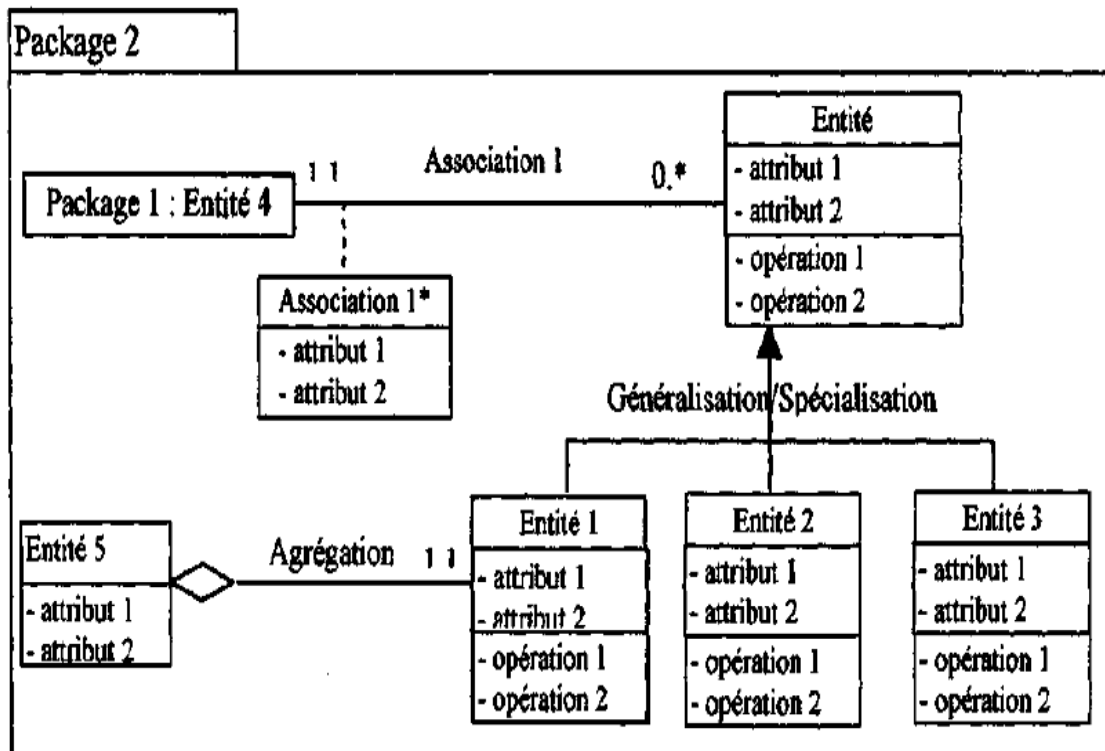 Package 2
Entité
- attribut 1
- attribut 2
- opération 1
- opération 2
Association 1
1 1
0.*
Package 1 : Entité 4
Association 1*
- attribut 1
- attribut 2
Généralisation/Spécialisation
Entité 5
- attribut 1
- attribut 2
Agrégation
1 1
Entité 1
- attribut 1
- attribut 2
- opération 1
- opération 2
Entité 2
- attribut 1
- attribut 2
- opération 1
- opération 2
Entité 3
- attribut 1
- attribut 2
- opération 1
- opération 2